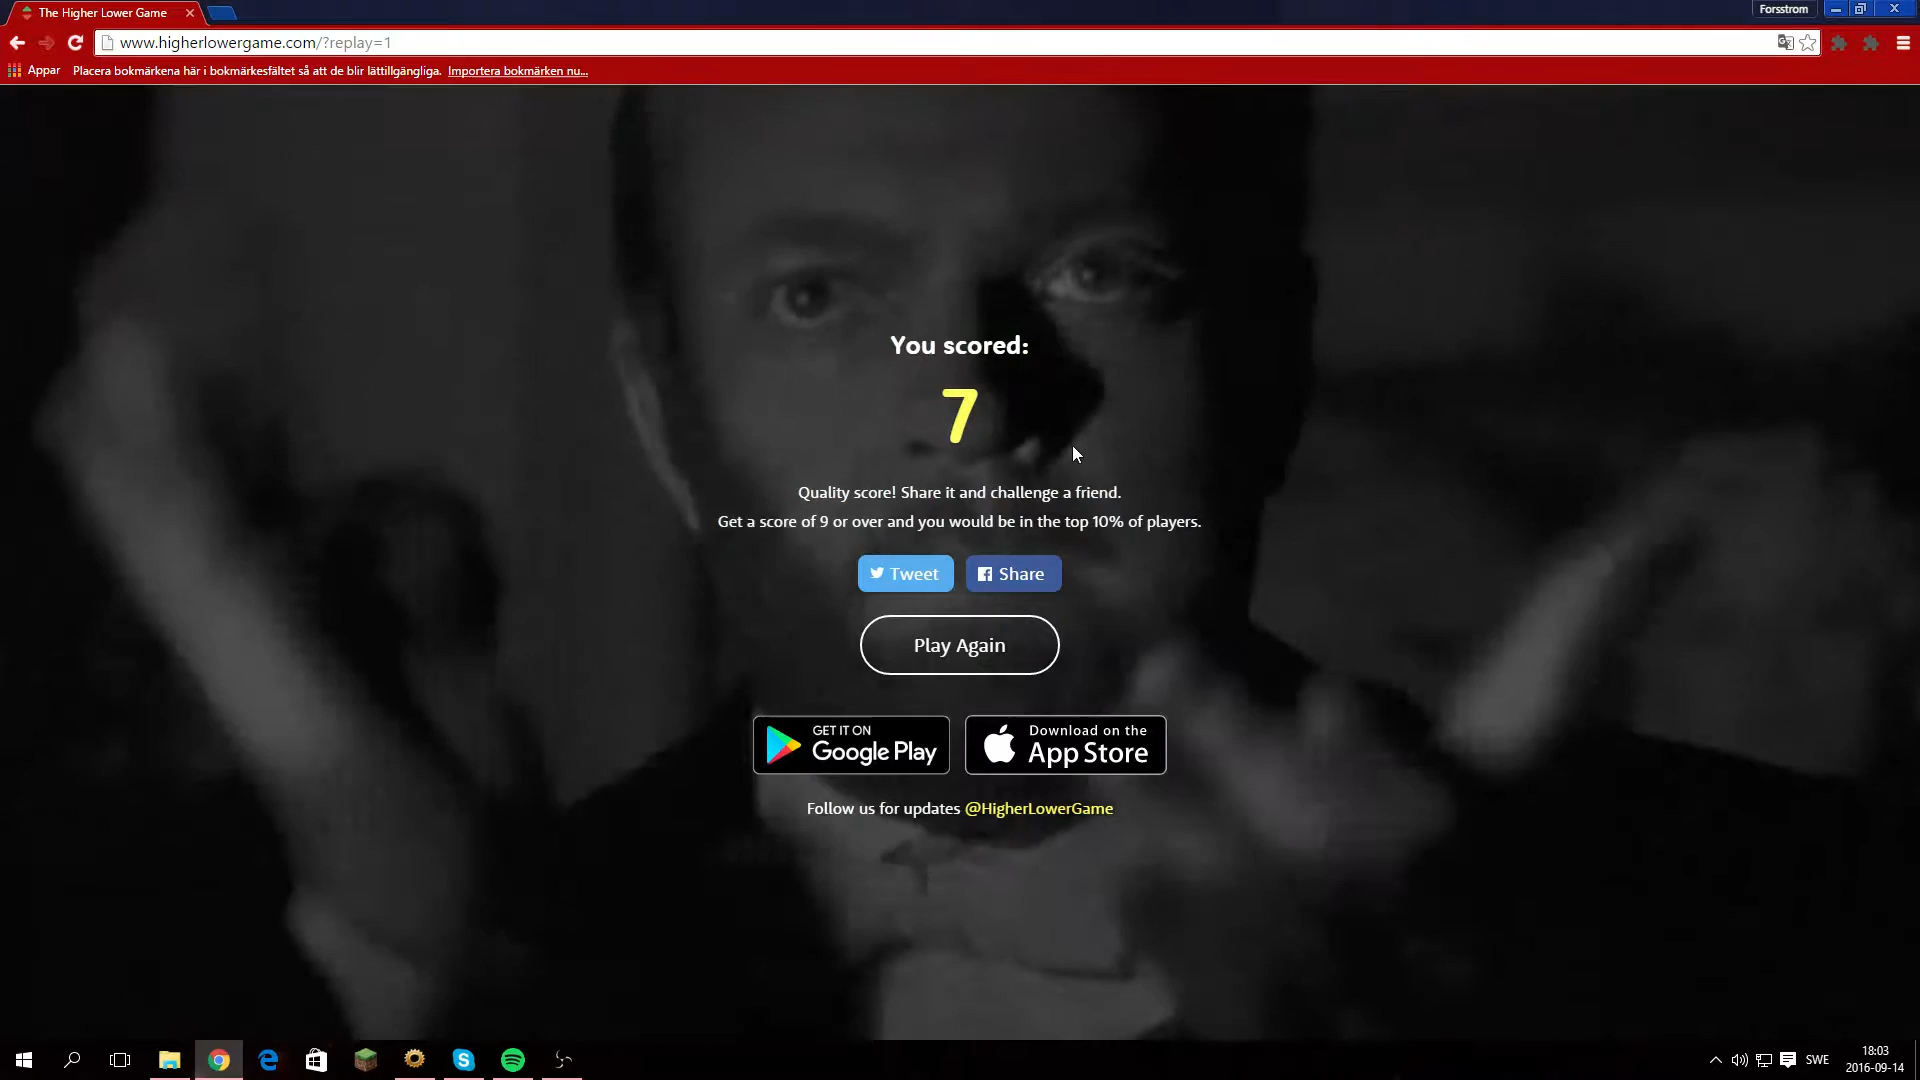 The Higher Lower Game
Forsstrom
www.higherlowergame.com/?replay=1
Appar
Placera bokmärkena här i bokmärkesfältet så att de blir lättillgängliga. Importera bokmärken nu...
You scored:
7
Quality score! Share it and challenge a friend.
Get a score of 9 or over and you would be in the top 10% of players.
Tweet
Share
Play Again
GET IT ON
Google Play
Download on the
App Store
Follow us for updates @HigherLowerGame
SWE
18:03
2016-09-14